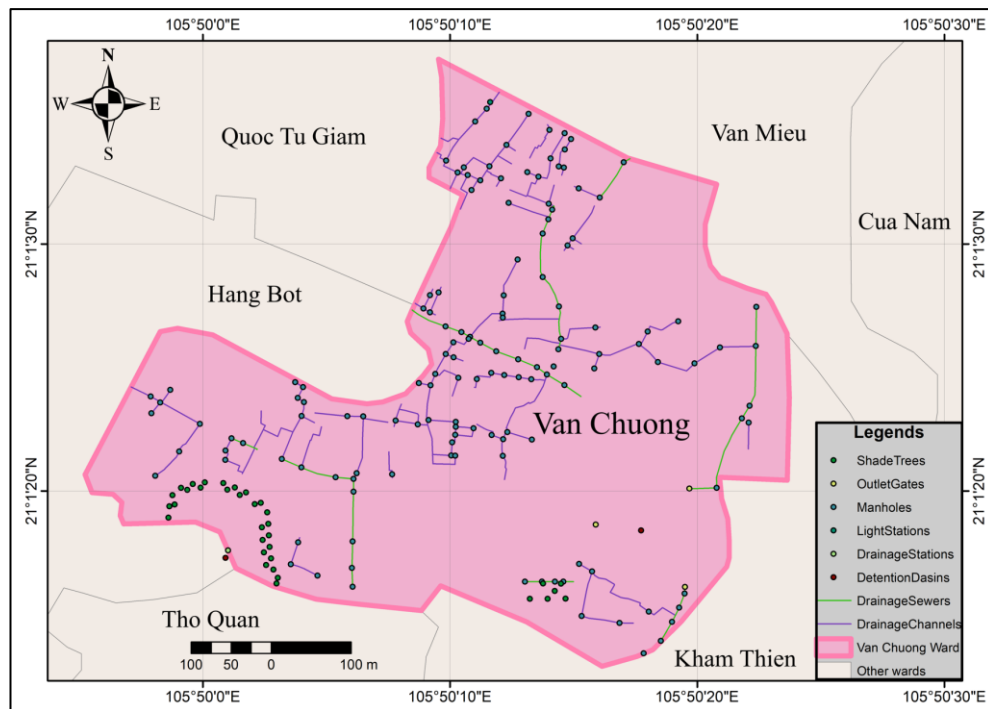 105°50'0"E
105°50'10"E
105°50'20"E
105°50'30"E
N
W
E
S
Quoc Tu Giam
Van Mieu
Cua Nam
21°1'30"N
21°1'30"N
Hang Bot
Van Chuong
21°1'20"N
21°1'20"N
Legends
ShadeTrees
OutletGates
Manholes
LightStations
DrainageStations
DetentionDasins
DrainageSewers
DrainageChannels
Van Chuong Ward
Other wards
Tho Quan
100 50 0 100 m
Kham Thien
105°50'0"E
105°50'10"E
105°50'20"E
105°50'30"E